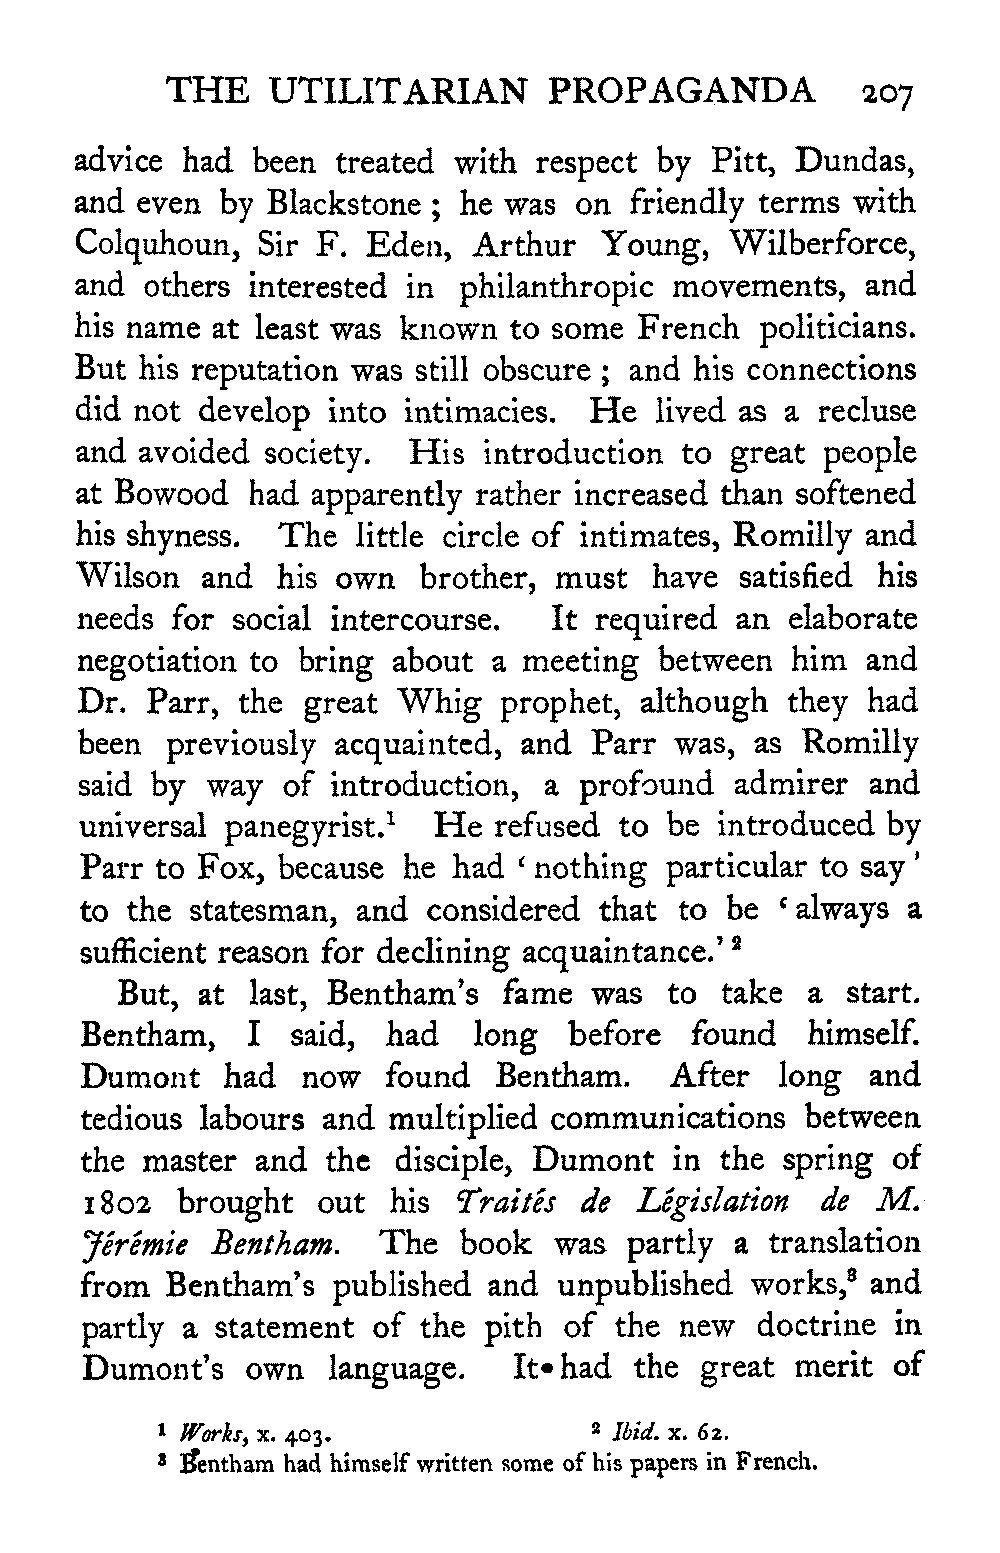 THE UTILITARIAN PROPAGANDA 207
advice had been treated with respect by Pitt, Dundas,
and even by Blackstone ; he was on friendly terms with
Colquhoun, Sir F. Eden, Arthur Young, Wilberforce,
and others interested in philanthropic movements, and
his name at least was known to some French politicians.
But his reputation was still obscure ; and his connections
did not develop into intimacies. He lived as a recluse
and avoided society. His introduction to great people
at Bowood had apparently rather increased than softened
his shyness. The little circle of intimates, Romilly and
Wilson and his own brother, must have satisfied his
needs for social intercourse. It required an elaborate
negotiation to bring about a meeting between him and
Dr. Parr, the great Whig prophet, although they had
been previously acquainted, and Parr was, as Romilly
said by way of introduction, a profound admirer and
universal panegyrist.¹ He refused to be introduced by
Parr to Fox, because he had ‘ nothing particular to say ’
to the statesman, and considered that to be ‘ always a
sufficient reason for declining acquaintance.’ ²
But, at last, Bentham’s fame was to take a start.
Bentham, I said, had long before found himself.
Dumont had now found Bentham. After long and
tedious labours and multiplied communications between
the master and the disciple, Dumont in the spring of
1802 brought out his Traités de Législation de M.
Jérémie Bentham. The book was partly a translation
from Bentham’s published and unpublished works,³ and
partly a statement of the pith of the new doctrine in
Dumont’s own language. It had the great merit of
¹ Works, x. 403. ² Ibid. x. 62.
³ Bentham had himself written some of his papers in French.